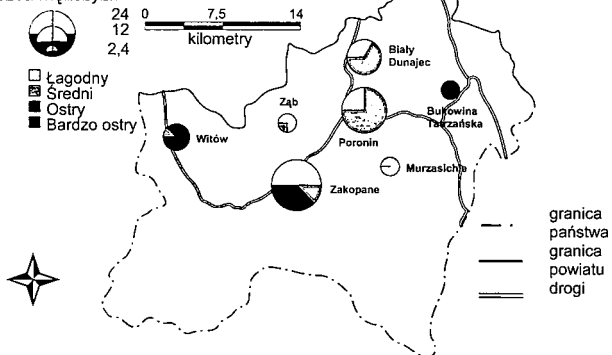 24
12
2,4
0 7,5 14
kilometry
Łagodny
Średni
Ostry
Bardzo ostry
Biały
Dunajec
Ząb
Bukowina
Tatrzańska
Witów
Poronin
Murzasichle
Zakopane
granica
państwa
granica
powiatu
drogi